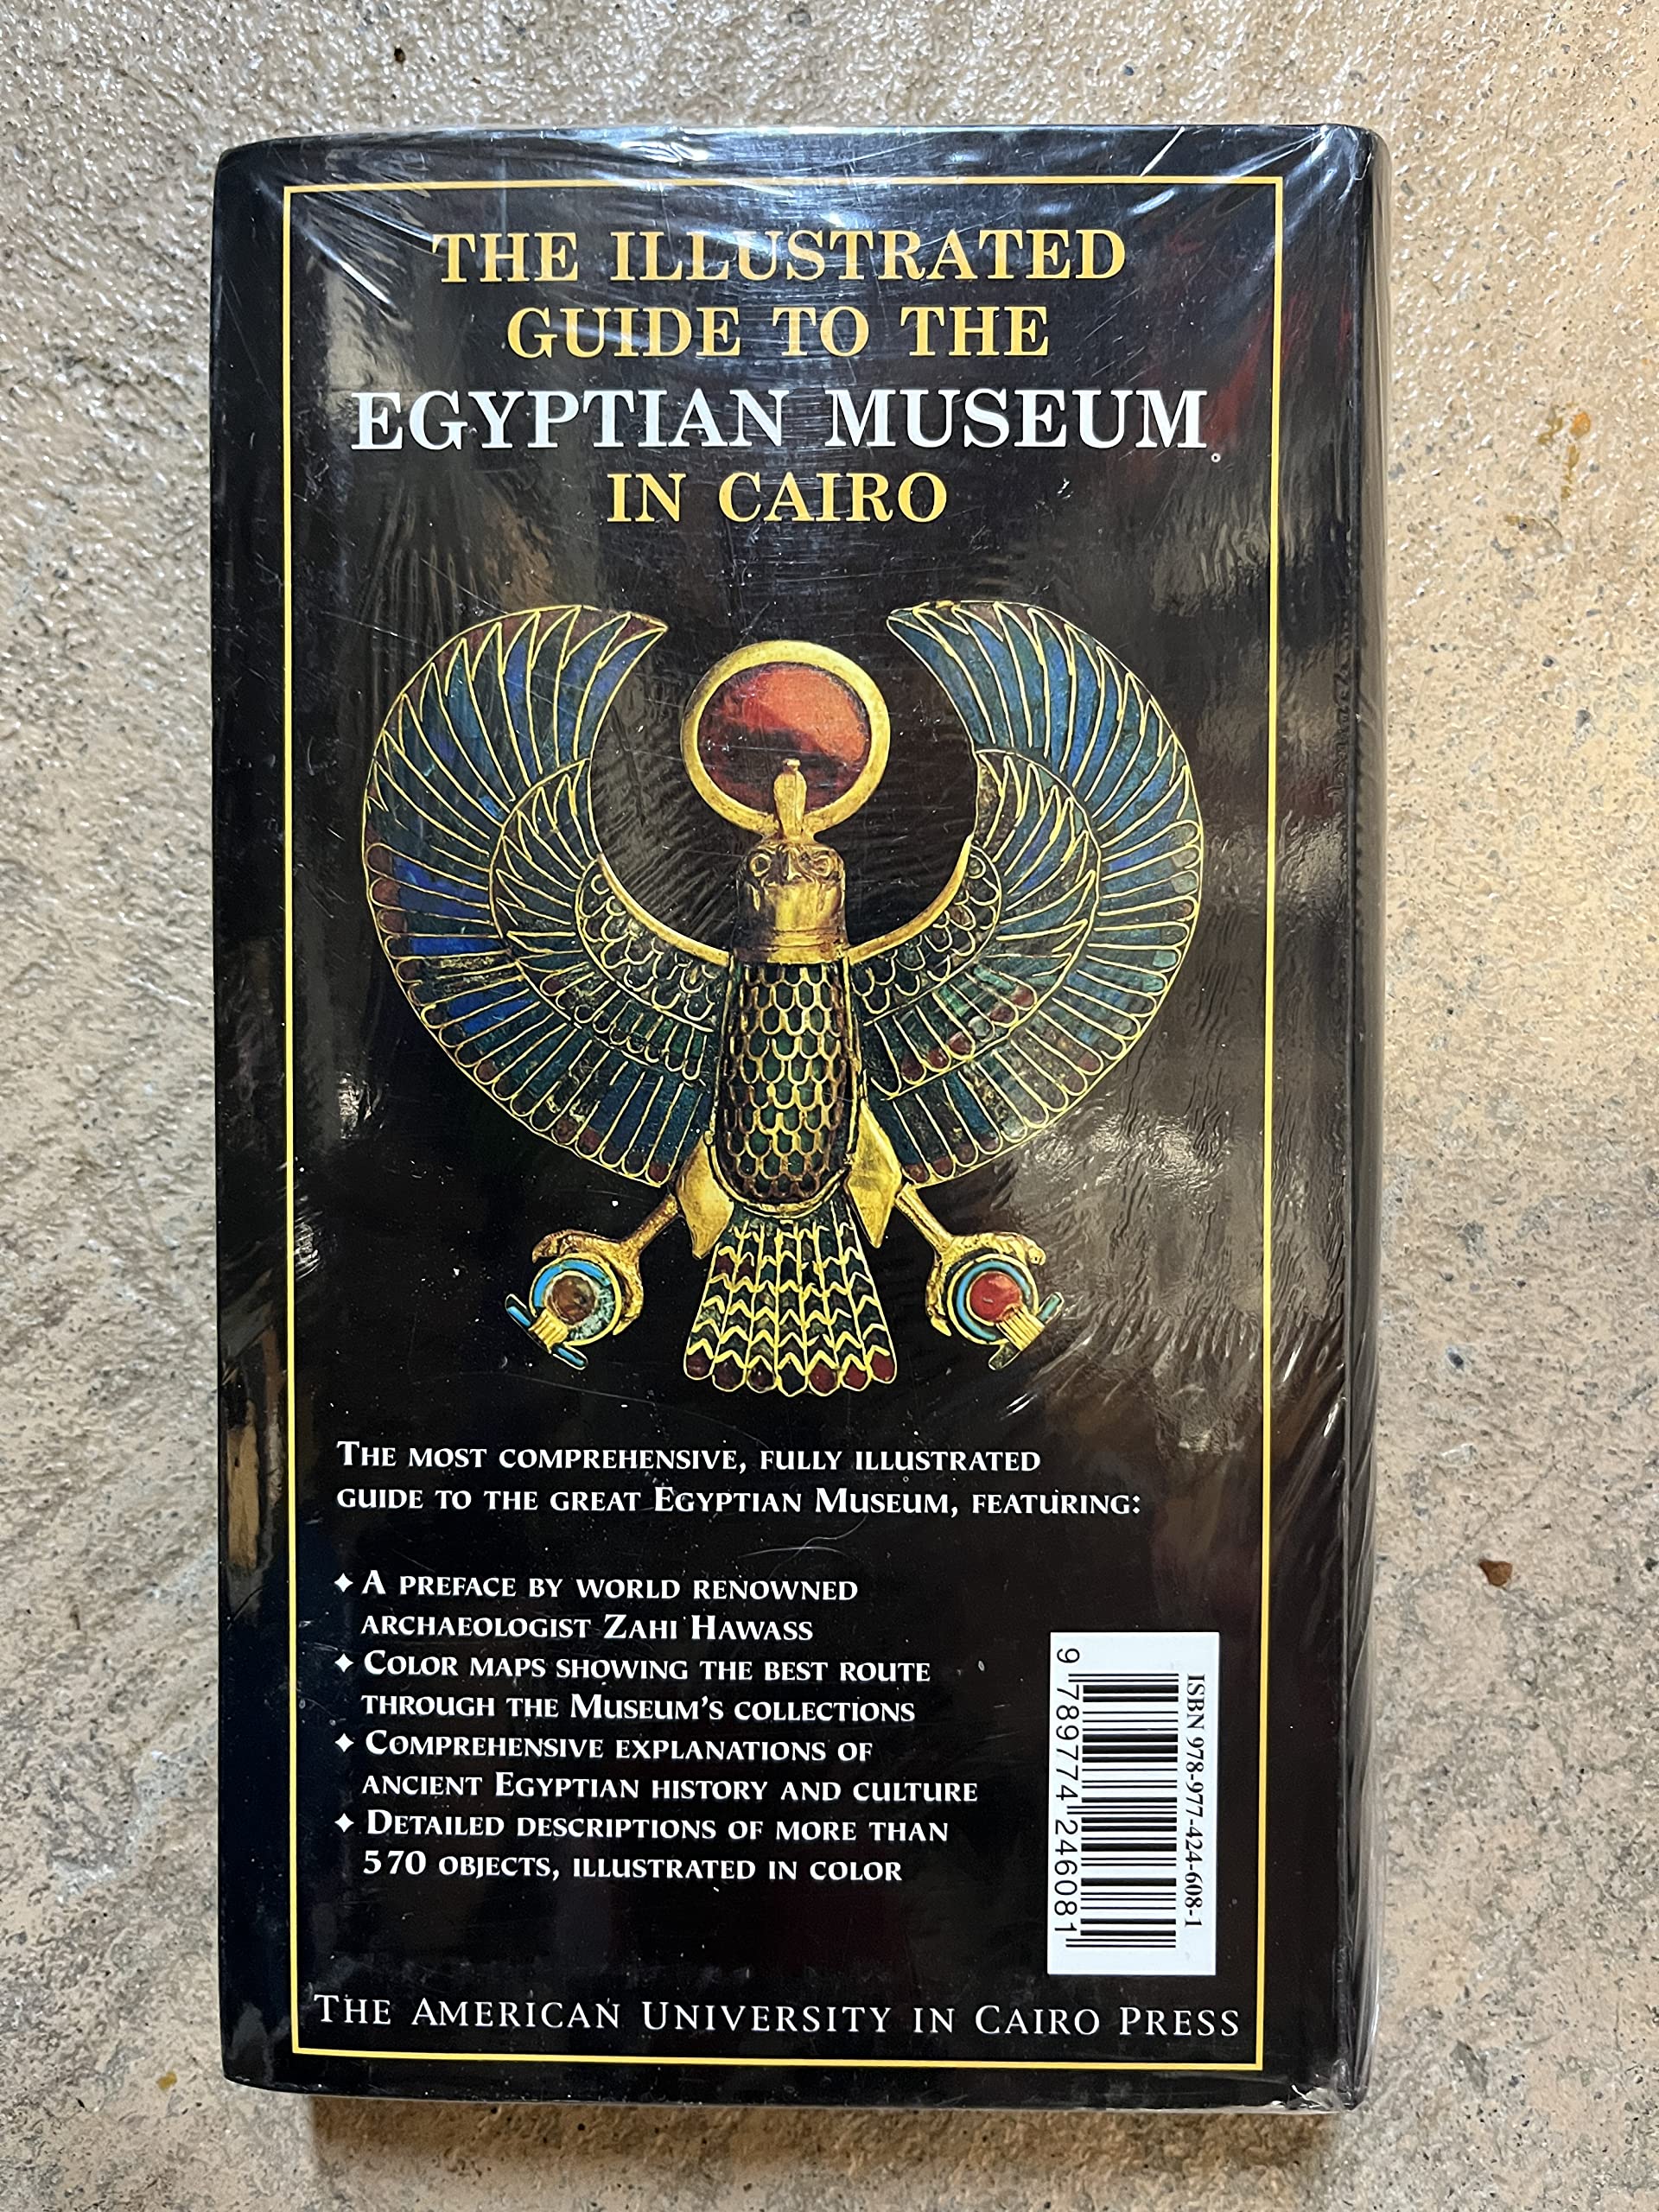 THE ILLUSTRATED
GUIDE TO THE
EGYPTIAN MUSEUM
IN CAIRO
THE MOST COMPREHENSIVE, FULLY ILLUSTRATED
GUIDE TO THE GREAT EGYPTIAN MUSEUM, FEATURING:
✦ A PREFACE BY WORLD RENOWNED
ARCHAEOLOGIST ZAHI HAWASS
✦ COLOR MAPS SHOWING THE BEST ROUTE
THROUGH THE MUSEUM'S COLLECTIONS
✦ COMPREHENSIVE EXPLANATIONS OF
ANCIENT EGYPTIAN HISTORY AND CULTURE
✦ DETAILED DESCRIPTIONS OF MORE THAN
570 OBJECTS, ILLUSTRATED IN COLOR
ISBN 978-977-424-608-1
9 789774 246081
THE AMERICAN UNIVERSITY IN CAIRO PRESS